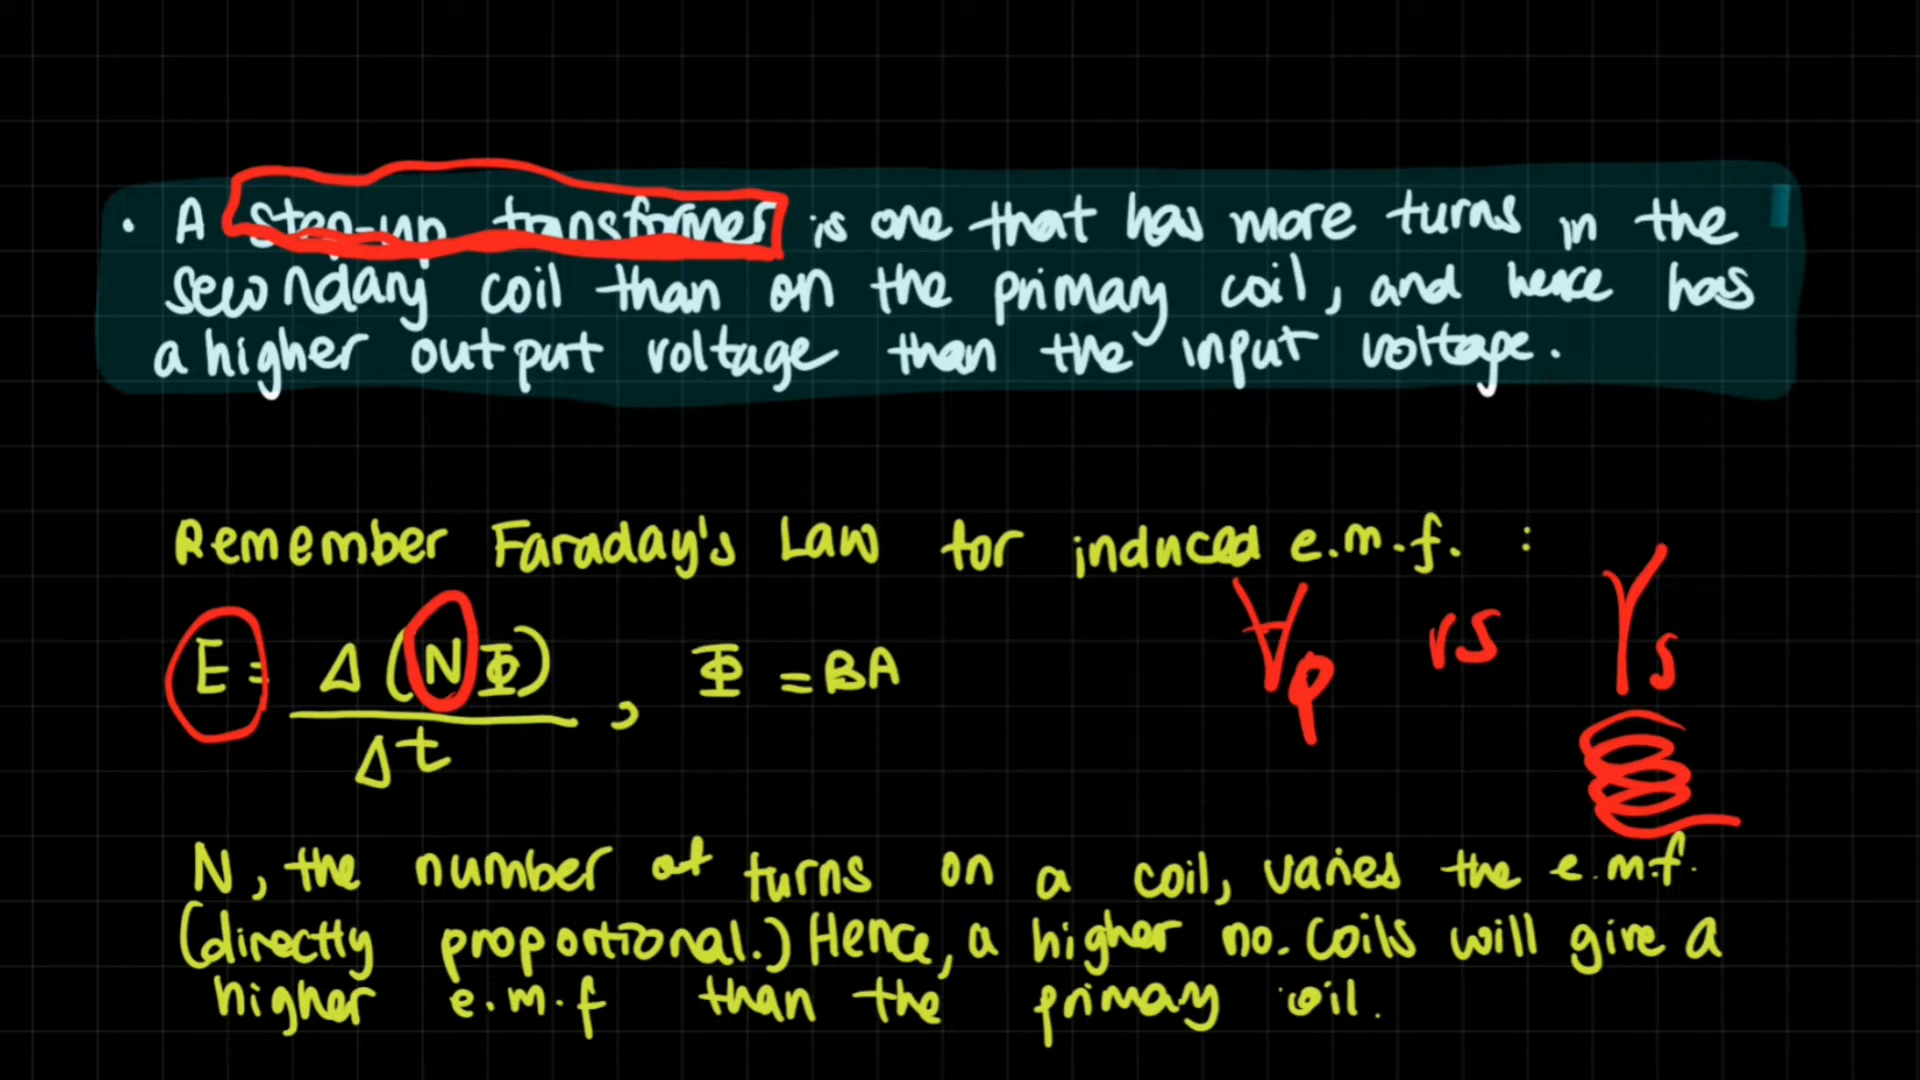 • A step-up transformer is one that has more turns in the
secondary coil than on the primary coil, and hence has
a higher output voltage than the input voltage.
Remember Faraday's Law for induced e.m.f. :
E = Δ(NΦ) / Δt , Φ = BA
Vp vs Vs
N, the number of turns on a coil, varies the e.m.f.
(directly proportional.) Hence, a higher no. coils will give a
higher e.m.f than the primary coil.